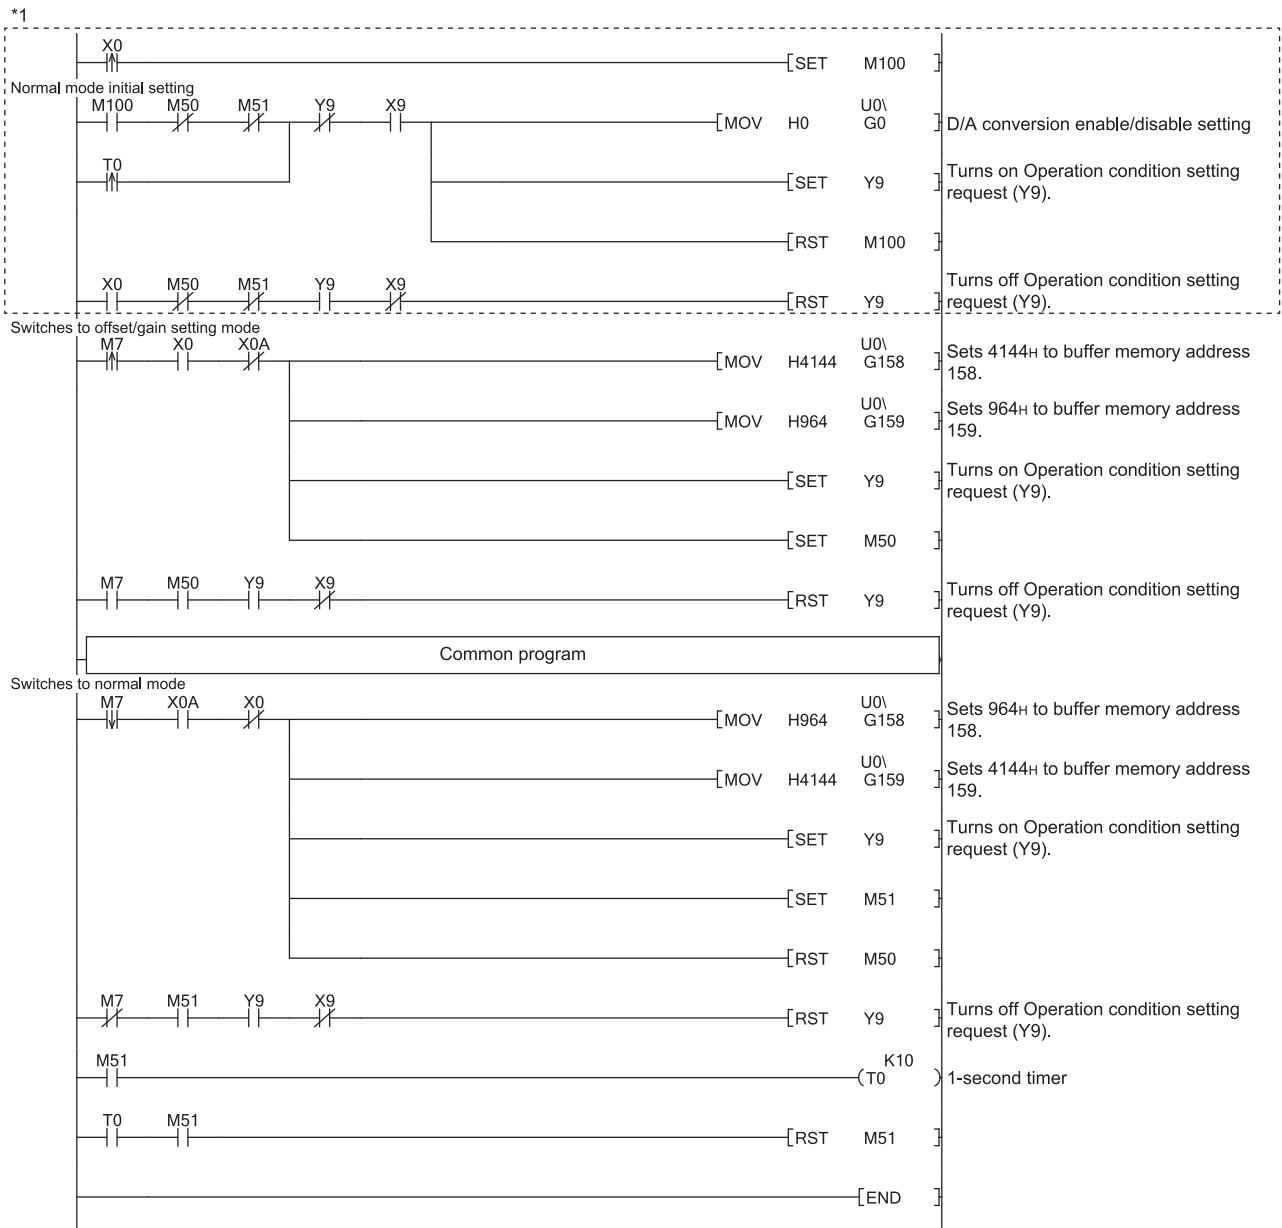 *1
X0
[SET M100 ]
Normal mode initial setting
M100 M50 M51 Y9 X9
[MOV H0 U0\ G0 ] D/A conversion enable/disable setting
T0
[SET Y9 ] Turns on Operation condition setting
request (Y9).
[RST M100 ]
X0 M50 M51 Y9 X9
[RST Y9 ] Turns off Operation condition setting
request (Y9).
Switches to offset/gain setting mode
M7 X0 X0A
[MOV H4144 U0\ G158 ] Sets 4144H to buffer memory address
158.
[MOV H964 U0\ G159 ] Sets 964H to buffer memory address
159.
[SET Y9 ] Turns on Operation condition setting
request (Y9).
[SET M50 ]
M7 M50 Y9 X9
[RST Y9 ] Turns off Operation condition setting
request (Y9).
Common program
Switches to normal mode
M7 X0A X0
[MOV H964 U0\ G158 ] Sets 964H to buffer memory address
158.
[MOV H4144 U0\ G159 ] Sets 4144H to buffer memory address
159.
[SET Y9 ] Turns on Operation condition setting
request (Y9).
[SET M51 ]
[RST M50 ]
M7 M51 Y9 X9
[RST Y9 ] Turns off Operation condition setting
request (Y9).
M51
K10
(T0 ) 1-second timer
T0 M51
[RST M51 ]
[END ]